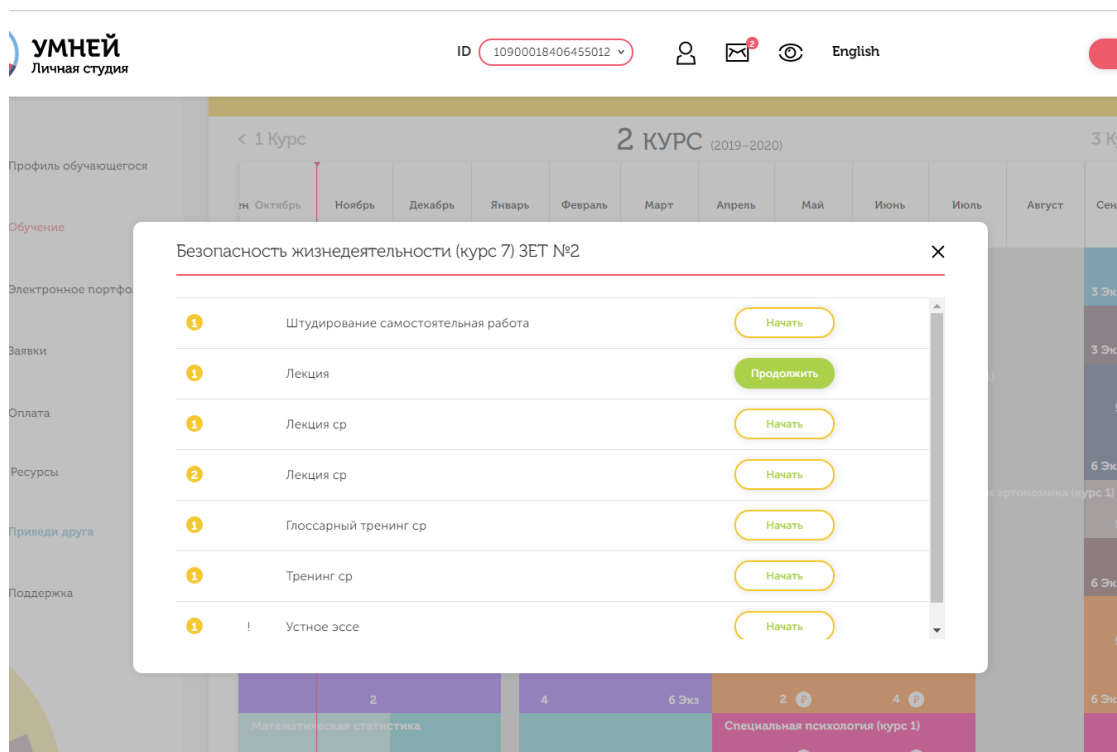 УМНЕЙ
Личная студия
ID 10900018406455012
2
English
Профиль обучающегося
Обучение
Электронное портфо
Заявки
Оплата
Ресурсы
Приведи друга
Поддержка
< 1 Курс
2 КУРС (2019-2020)
3 К
Октябрь Ноябрь Декабрь Январь Февраль Март Апрель Май Июнь Июль Август Сен
Безопасность жизнедеятельности (курс 7) ЗЕТ №2
1 Штудирование самостоятельная работа Начать
1 Лекция Продолжить
1 Лекция ср Начать
2 Лекция ср Начать
1 Глоссарный тренинг ср Начать
1 Тренинг ср Начать
1 ! Устное эссе Начать
3 Эк
3 Эк
6 Эк
эргономика (курс 1)
6 Эк
2 4 6 Экз 2 ₽ 4 ₽ 6 Эк
Математическая статистика
Специальная психология (курс 1)